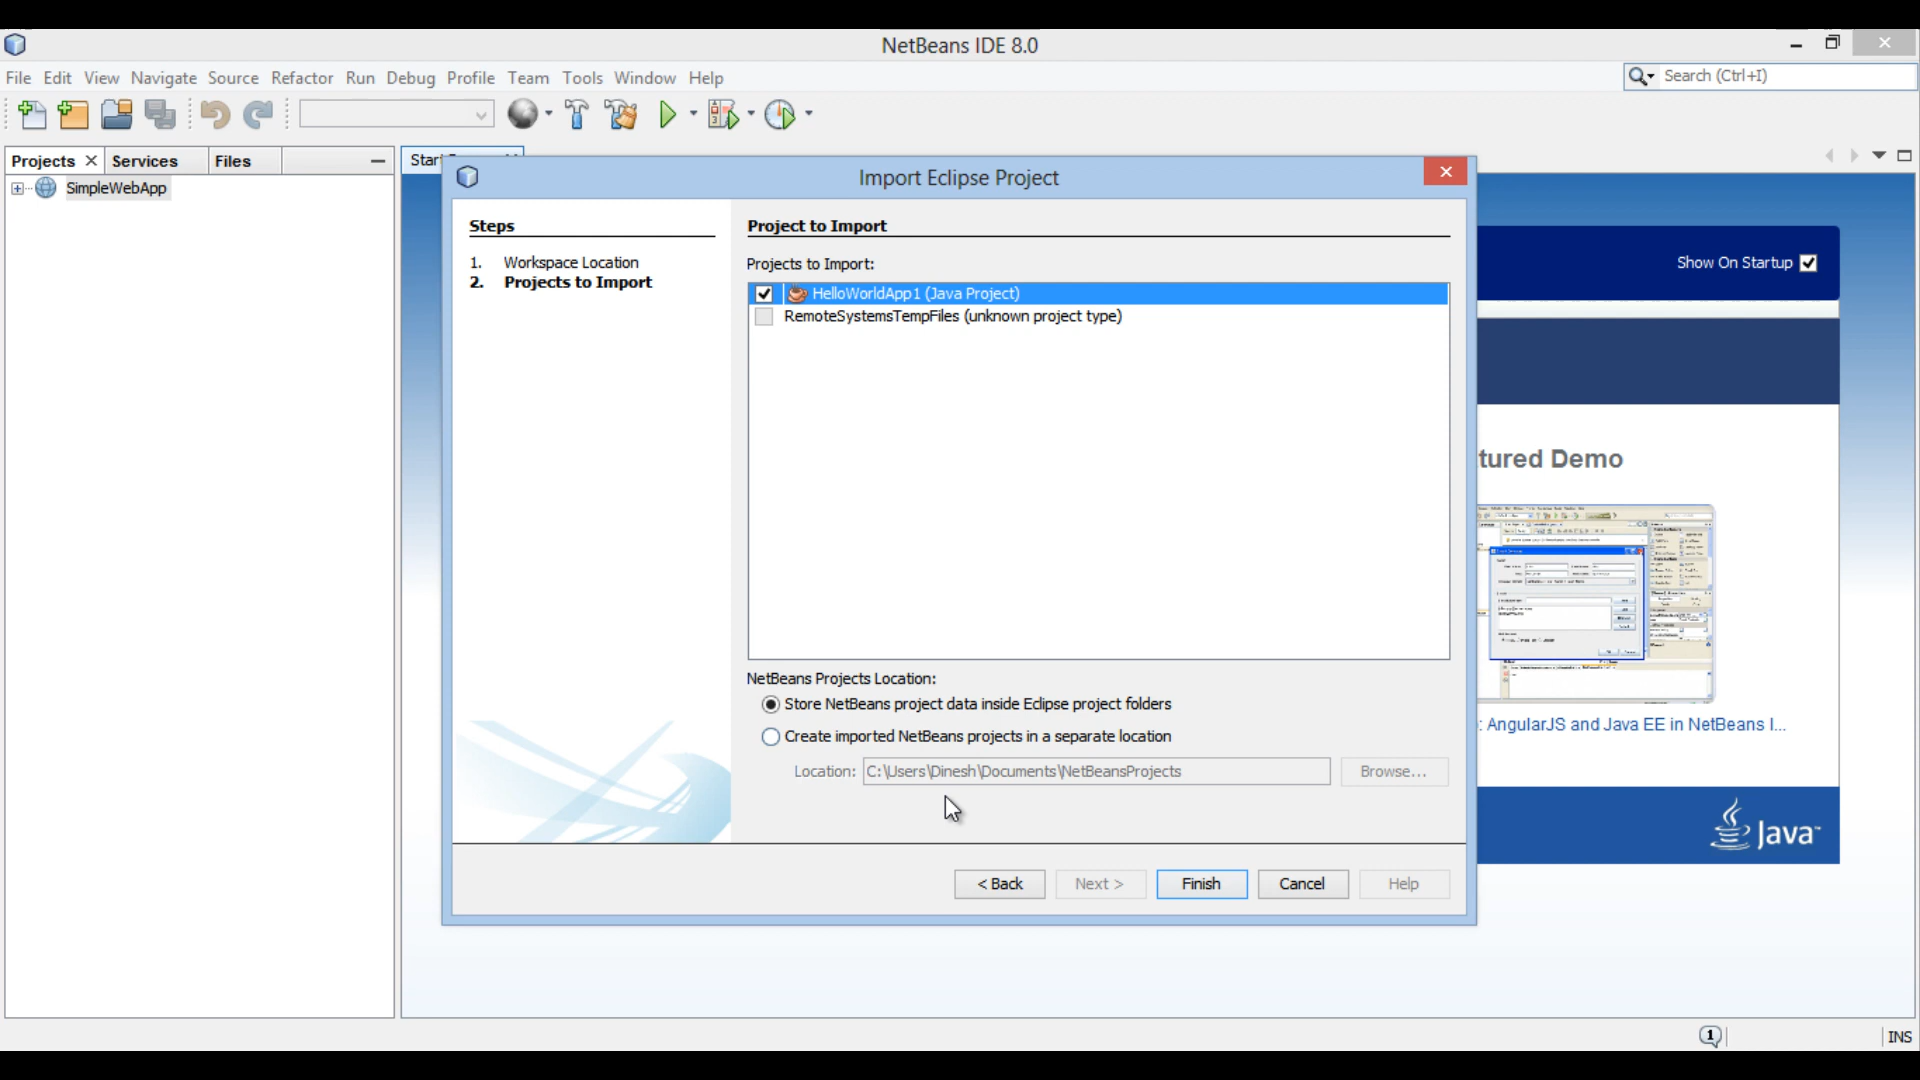 NetBeans IDE 8.0
File Edit View Navigate Source Refactor Run Debug Profile Team Tools Window Help
Search (Ctrl+I)
Projects Services Files
SimpleWebApp
Import Eclipse Project
Show On Startup
Steps
1. Workspace Location
2. Projects to Import
Project to Import
Projects to Import:
HelloWorldApp1 (Java Project)
RemoteSystemsTempFiles (unknown project type)
tured Demo
NetBeans Projects Location:
Store NetBeans project data inside Eclipse project folders
Create imported NetBeans projects in a separate location
Location: C:\Users\Dinesh\Documents\NetBeansProjects Browse...
: AngularJS and Java EE in NetBeans I...
Java™
< Back Next > Finish Cancel Help
1 INS